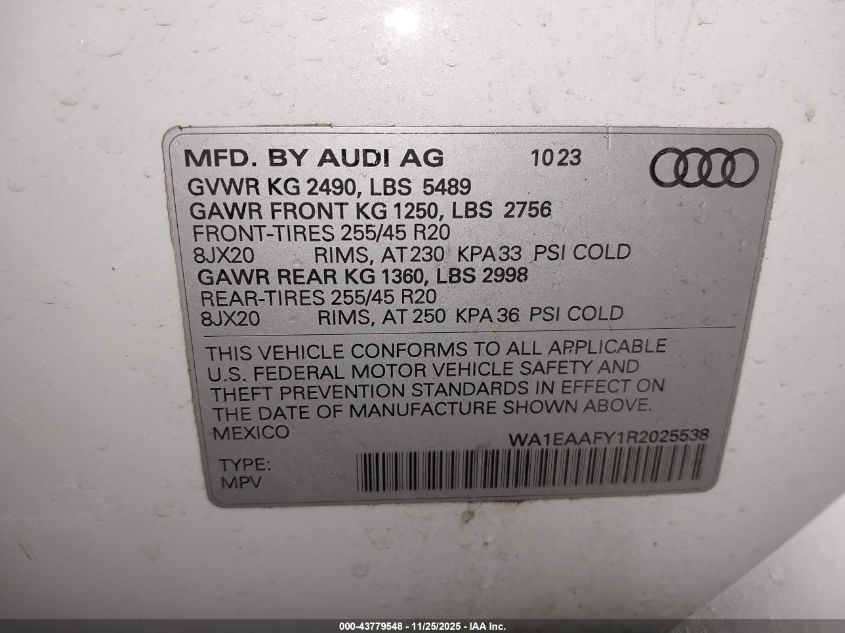 MFD. BY AUDI AG 10 23
GVWR KG 2490, LBS 5489
GAWR FRONT KG 1250, LBS 2756
FRONT-TIRES 255/45 R20
8JX20 RIMS, AT 230 KPA 33 PSI COLD
GAWR REAR KG 1360, LBS 2998
REAR-TIRES 255/45 R20
8JX20 RIMS, AT 250 KPA 36 PSI COLD
THIS VEHICLE CONFORMS TO ALL APPLICABLE
U.S. FEDERAL MOTOR VEHICLE SAFETY AND
THEFT PREVENTION STANDARDS IN EFFECT ON
THE DATE OF MANUFACTURE SHOWN ABOVE.
MEXICO WA1EAAFY1R2025538
TYPE:
MPV
000-43779548 - 11/25/2025 - IAA Inc.